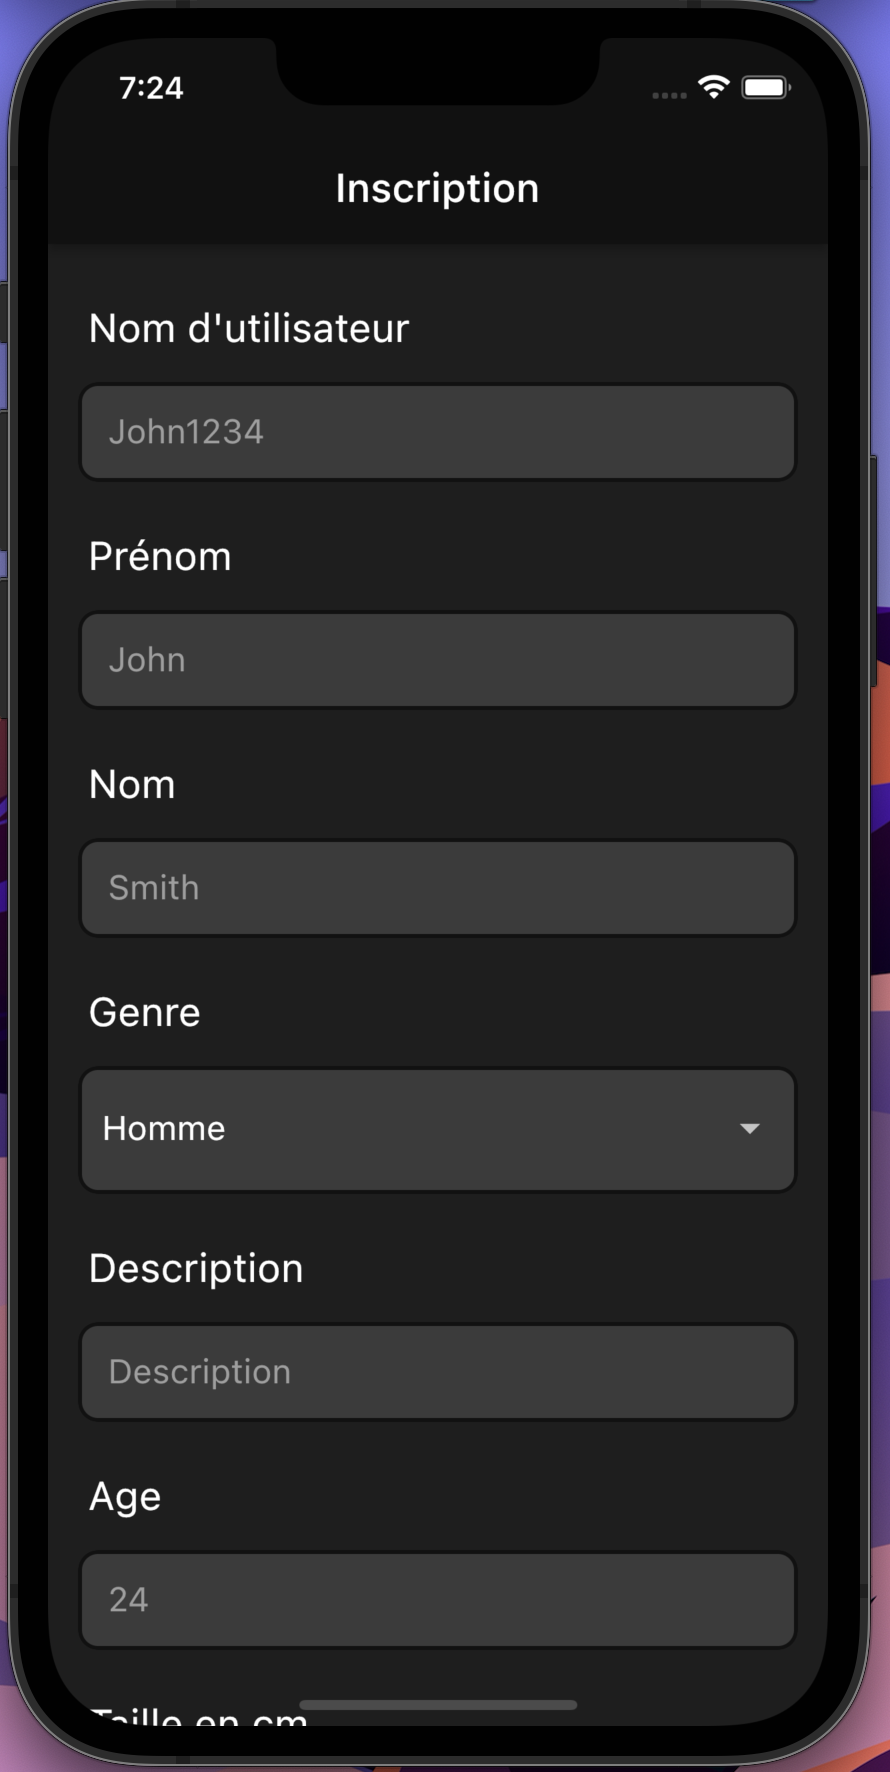 7:24
Inscription
Nom d'utilisateur
John1234
Prénom
John
Nom
Smith
Genre
Homme
Description
Description
Age
24
Taille en cm